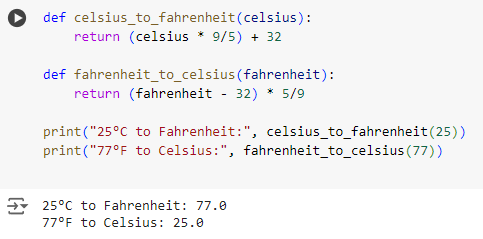 def celsius_to_fahrenheit(celsius):
    return (celsius * 9/5) + 32
def fahrenheit_to_celsius(fahrenheit):
    return (fahrenheit - 32) * 5/9
print("25°C to Fahrenheit:", celsius_to_fahrenheit(25))
print("77°F to Celsius:", fahrenheit_to_celsius(77))
25°C to Fahrenheit: 77.0
77°F to Celsius: 25.0